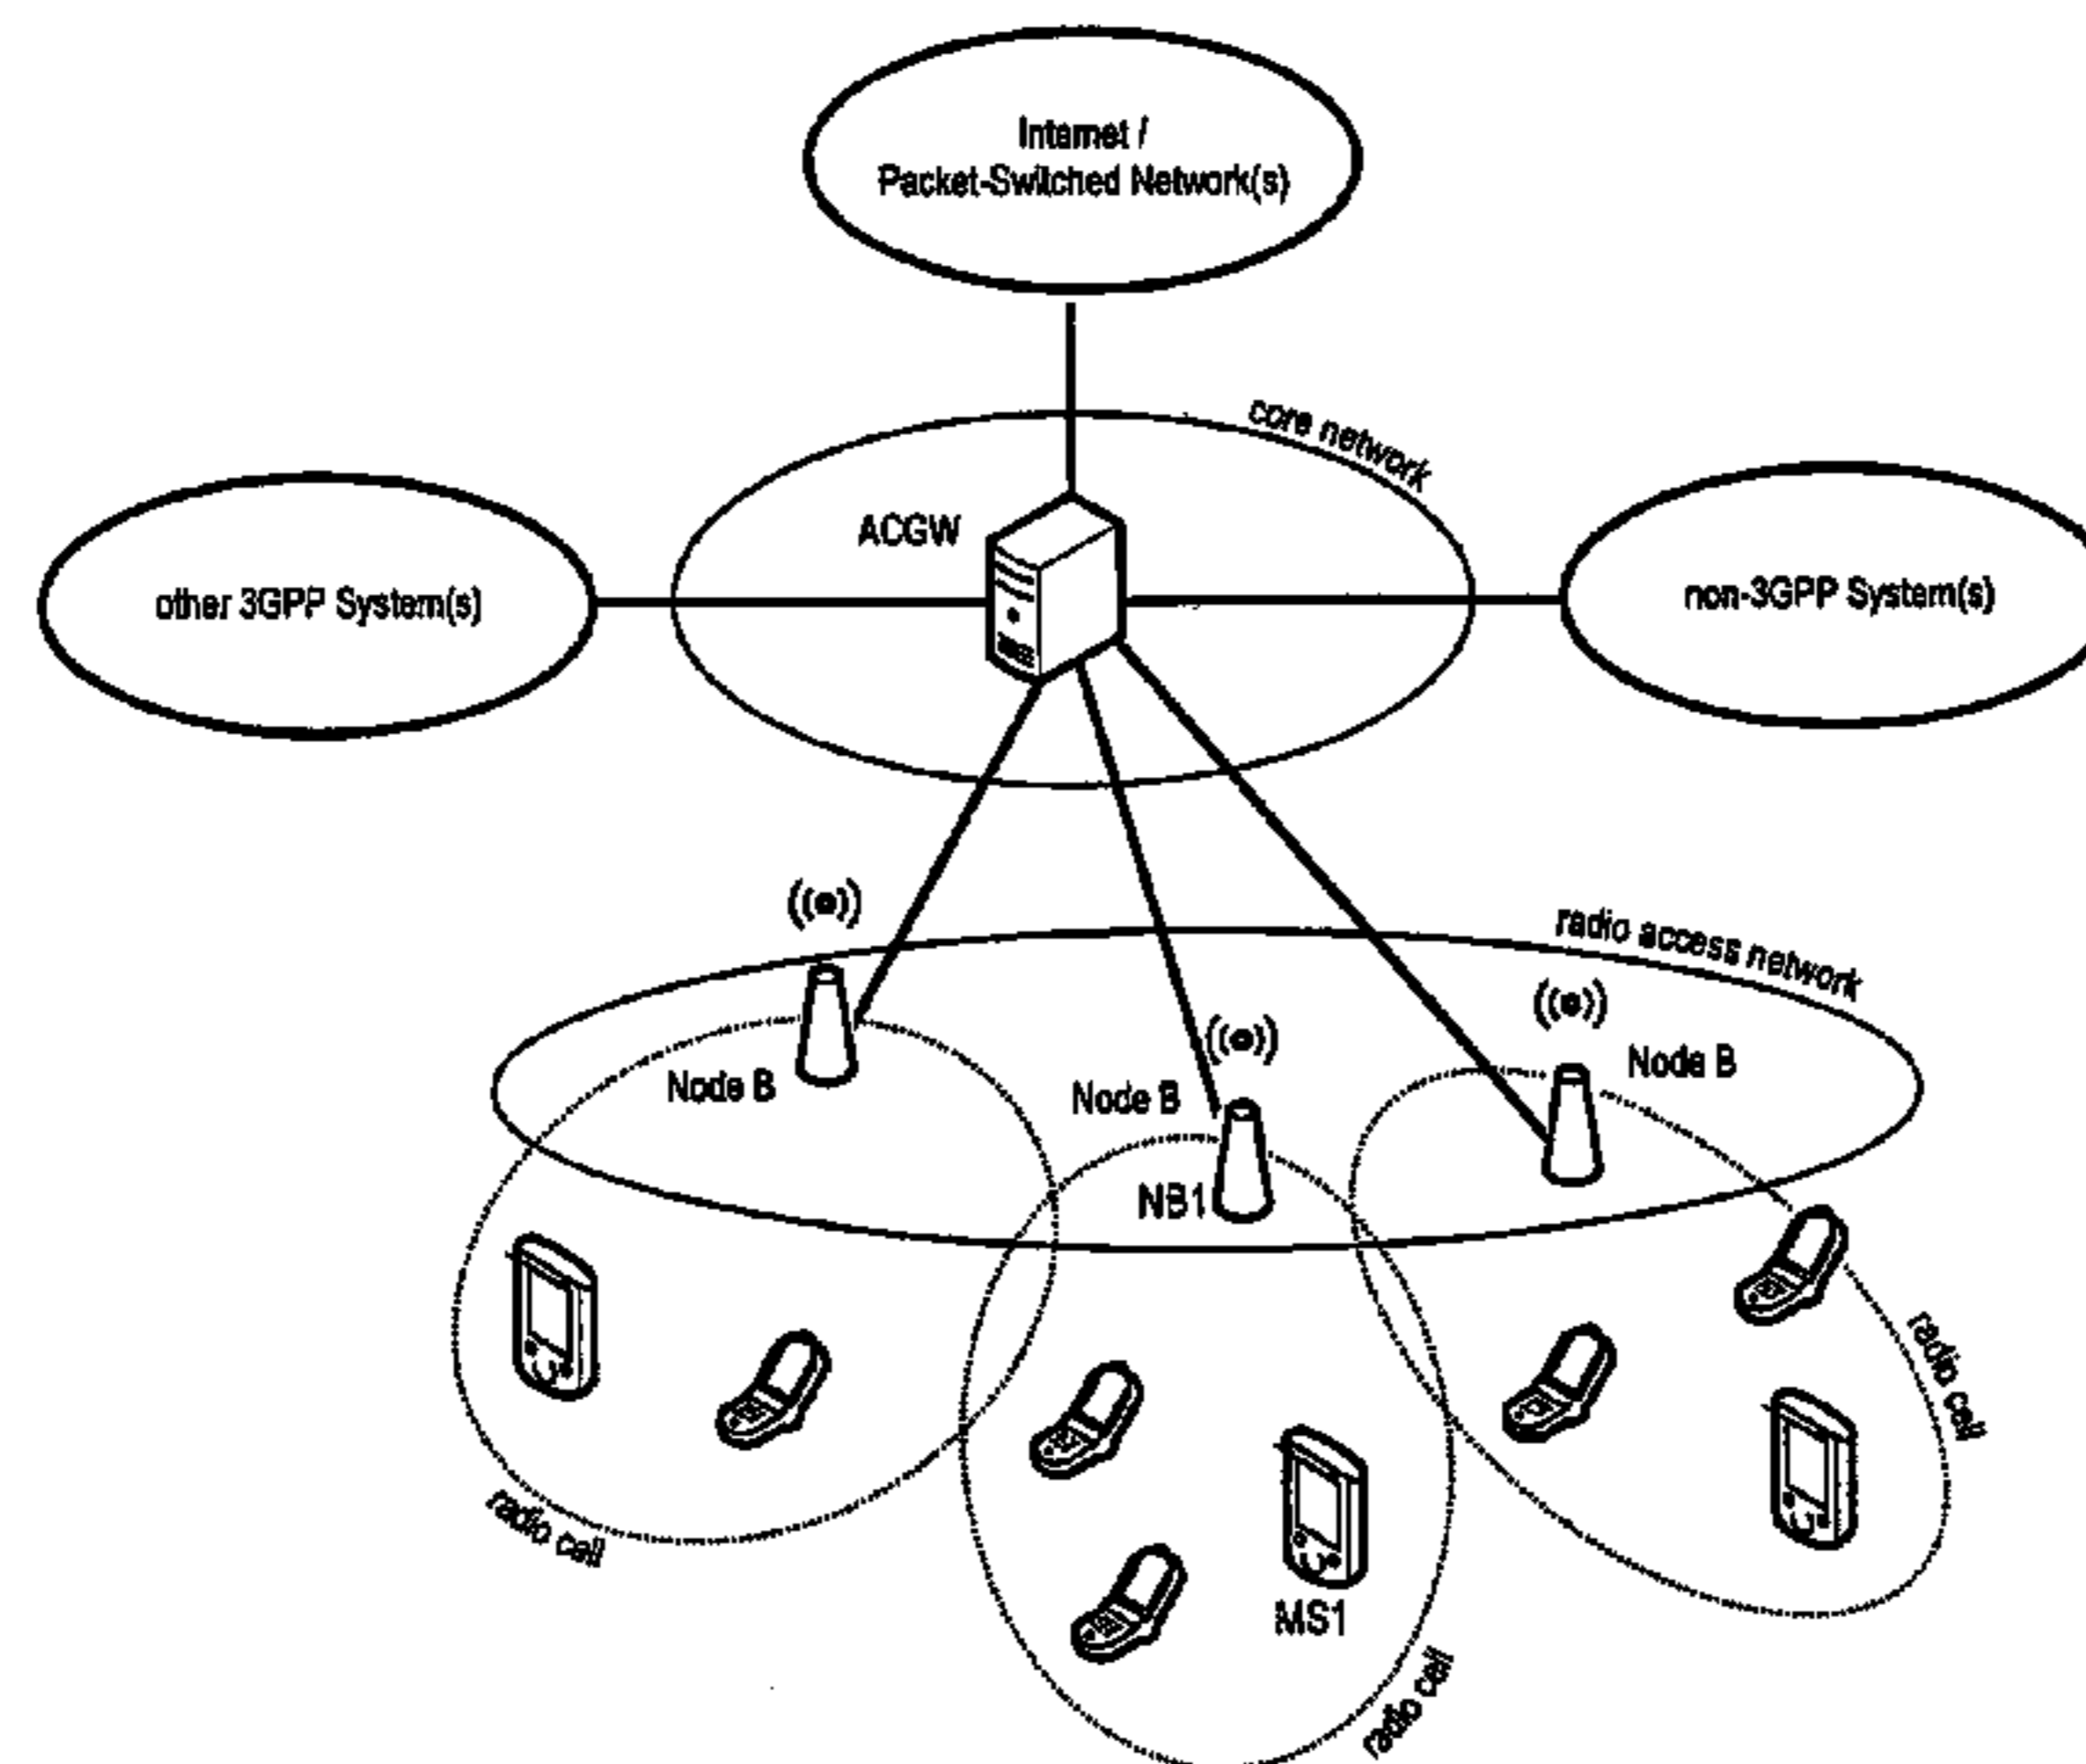 Internet /
Packet-Switched Network(s)
core network
ACGW
other 3GPP System(s)
non-3GPP System(s)
radio access network
Node B
Node B
Node B
NB1
radio cell
radio cell
MS1
radio cell